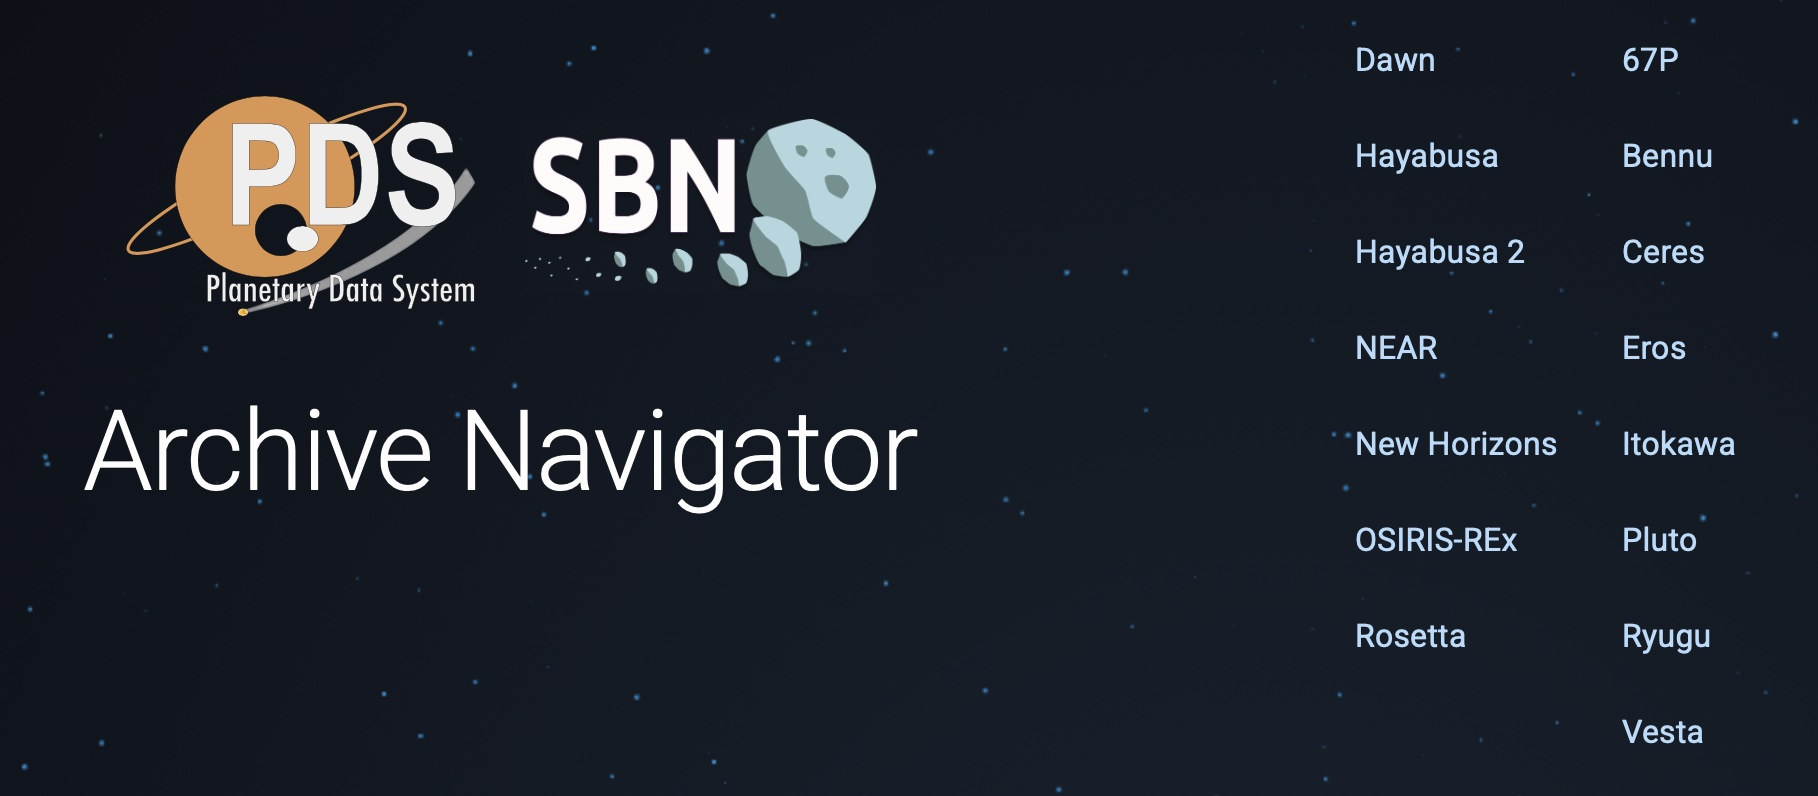 PDS
Planetary Data System
SBN
Archive Navigator
Dawn
Hayabusa
Hayabusa 2
NEAR
New Horizons
OSIRIS-REx
Rosetta
67P
Bennu
Ceres
Eros
Itokawa
Pluto
Ryugu
Vesta